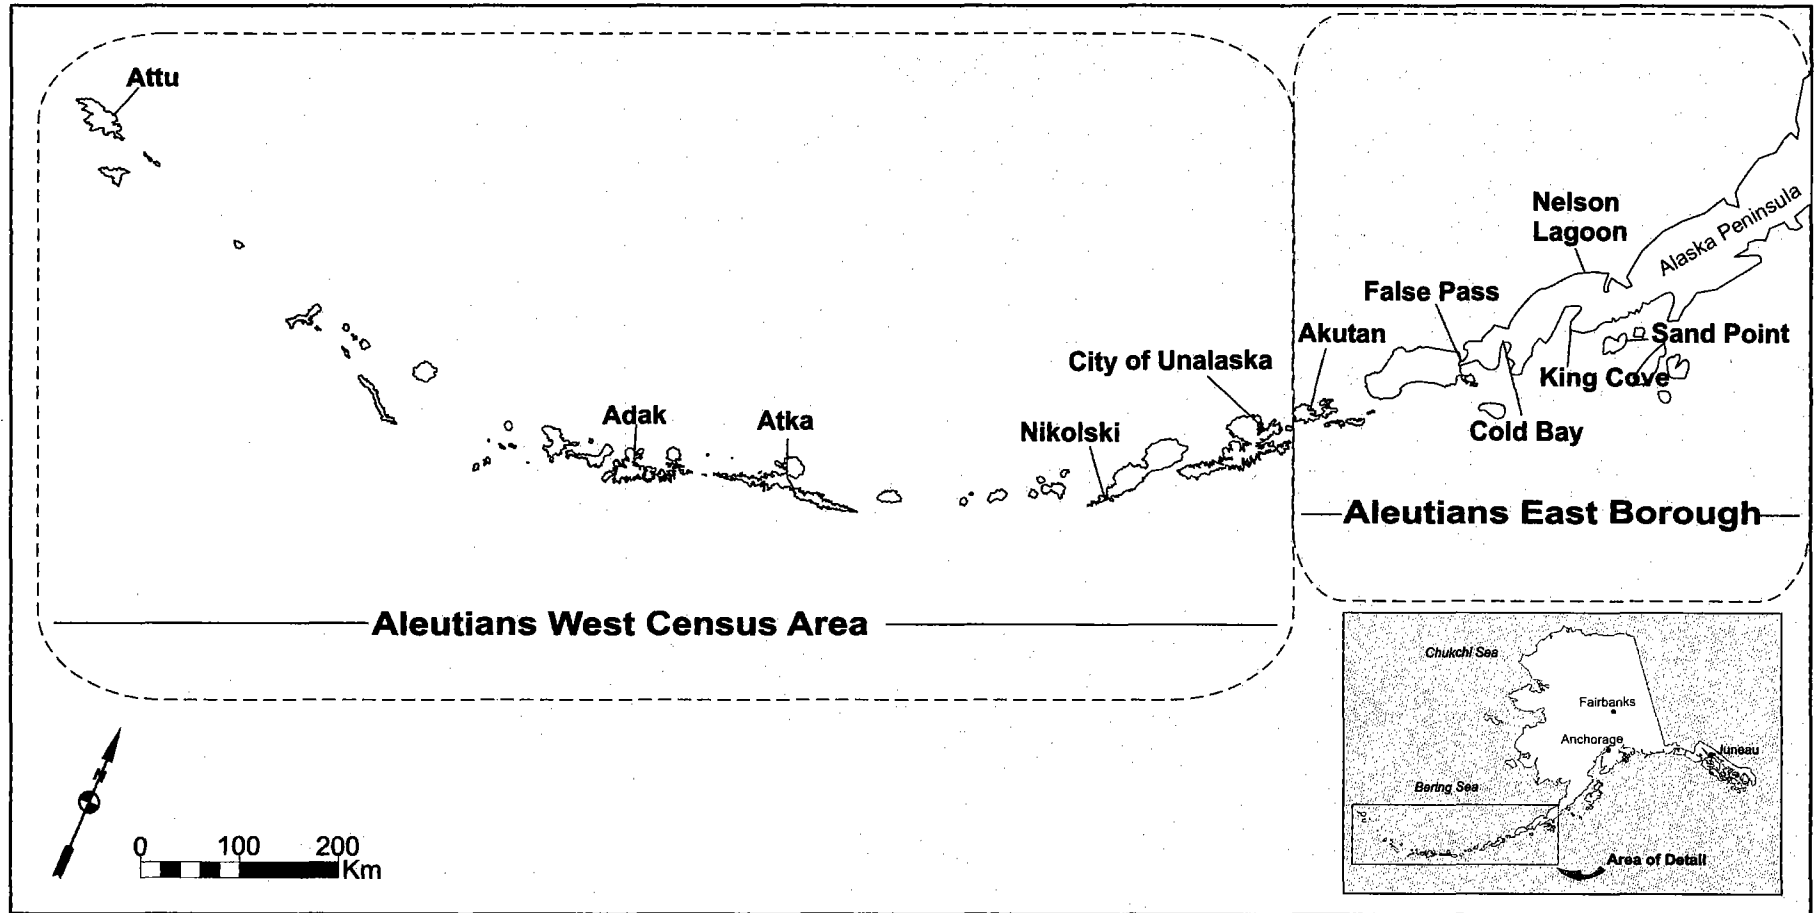 Attu
Nelson
Lagoon
Alaska Peninsula
False Pass
Akutan
Sand Point
City of Unalaska
King Cove
Adak
Atka
Nikolski
Cold Bay
Aleutians East Borough
Aleutians West Census Area
Chukchi Sea
Fairbanks
Anchorage
Juneau
Bering Sea
Area of Detail
N
0 100 200
Km